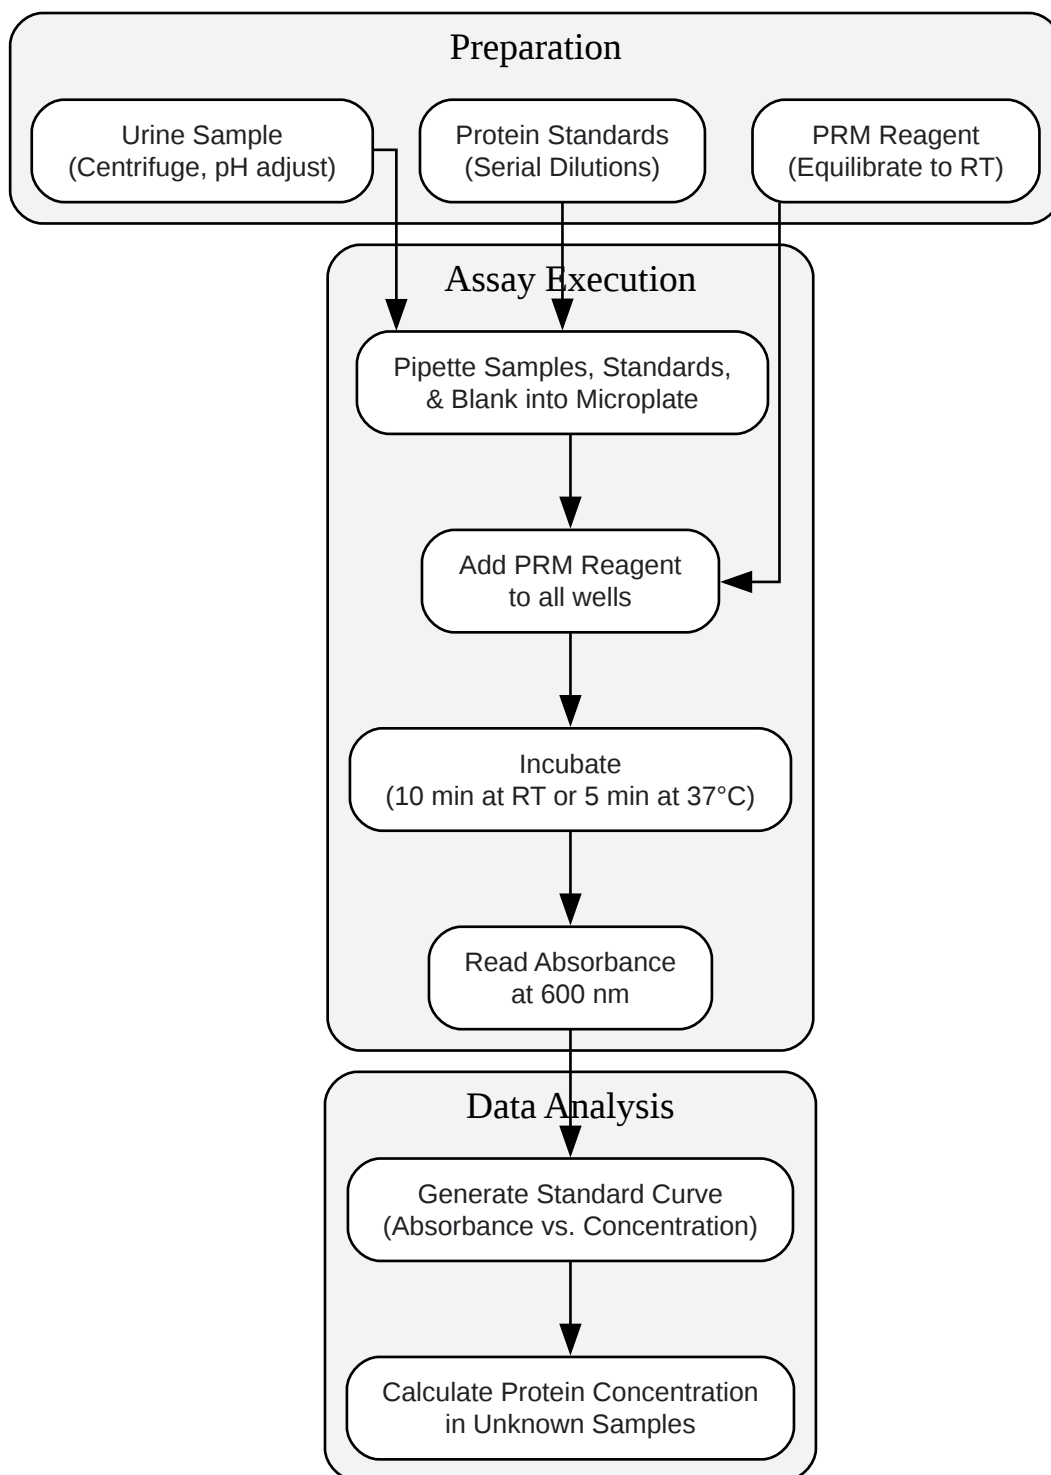 Preparation
Urine Sample
(Centrifuge, pH adjust)
Protein Standards
(Serial Dilutions)
PRM Reagent
(Equilibrate to RT)
Assay Execution
Pipette Samples, Standards,
& Blank into Microplate
Add PRM Reagent
to all wells
Incubate
(10 min at RT or 5 min at 37°C)
Read Absorbance
at 600 nm
Data Analysis
Generate Standard Curve
(Absorbance vs. Concentration)
Calculate Protein Concentration
in Unknown Samples